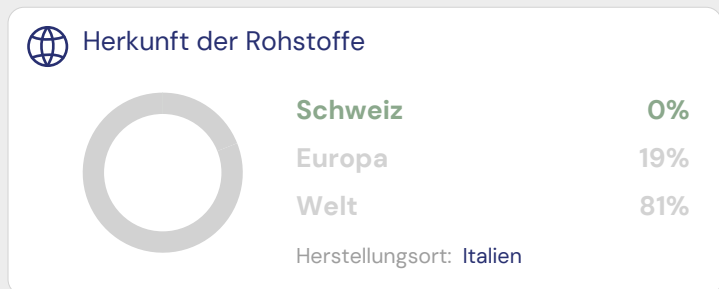 Herkunft der Rohstoffe
Schweiz 0%
Europa 19%
Welt 81%
Herstellungsort: Italien